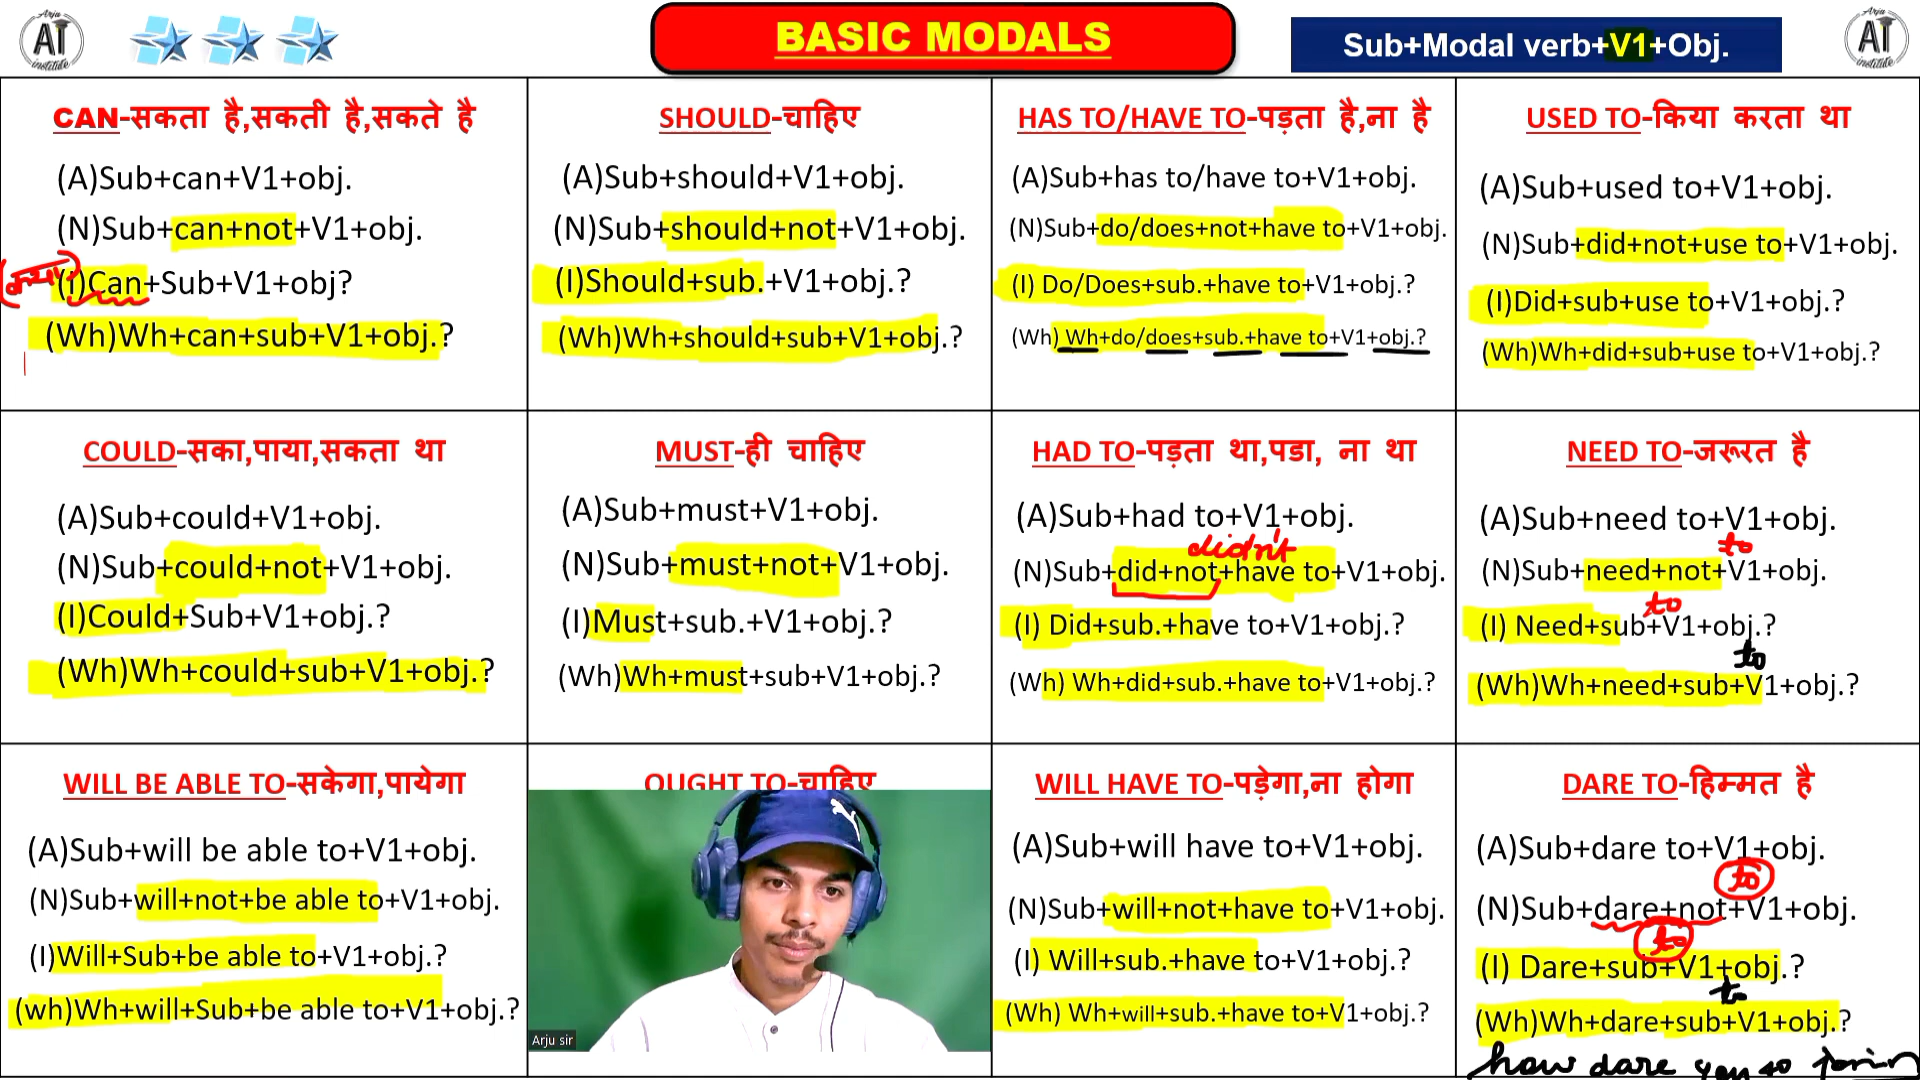 Arju
AT
institute
BASIC MODALS
Sub+Modal verb+V1+Obj.
Arju
AT
institute
CAN-सकता है,सकती है,सकते है
(A)Sub+can+V1+obj.
(N)Sub+can+not+V1+obj.
(I)Can+Sub+V1+obj?
(Wh)Wh+can+sub+V1+obj.?
SHOULD-चाहिए
(A)Sub+should+V1+obj.
(N)Sub+should+not+V1+obj.
(I)Should+sub.+V1+obj.?
(Wh)Wh+should+sub+V1+obj.?
HAS TO/HAVE TO-पड़ता है,ना है
(A)Sub+has to/have to+V1+obj.
(N)Sub+do/does+not+have to+V1+obj.
(I) Do/Does+sub.+have to+V1+obj.?
(Wh) Wh+do/does+sub.+have to+V1+obj.?
USED TO-किया करता था
(A)Sub+used to+V1+obj.
(N)Sub+did+not+use to+V1+obj.
(I)Did+sub+use to+V1+obj.?
(Wh)Wh+did+sub+use to+V1+obj.?
COULD-सका,पाया,सकता था
(A)Sub+could+V1+obj.
(N)Sub+could+not+V1+obj.
(I)Could+Sub+V1+obj.?
(Wh)Wh+could+sub+V1+obj.?
MUST-ही चाहिए
(A)Sub+must+V1+obj.
(N)Sub+must+not+V1+obj.
(I)Must+sub.+V1+obj.?
(Wh)Wh+must+sub+V1+obj.?
HAD TO-पड़ता था,पडा, ना था
(A)Sub+had to+V1+obj.
didn't
(N)Sub+did+not+have to+V1+obj.
(I) Did+sub.+have to+V1+obj.?
(Wh) Wh+did+sub.+have to+V1+obj.?
NEED TO-जरूरत है
(A)Sub+need to+V1+obj.
to
(N)Sub+need+not+V1+obj.
to
(I) Need+sub+V1+obj.?
to
(Wh)Wh+need+sub+V1+obj.?
WILL BE ABLE TO-सकेगा,पायेगा
(A)Sub+will be able to+V1+obj.
(N)Sub+will+not+be able to+V1+obj.
(I)Will+Sub+be able to+V1+obj.?
(wh)Wh+will+Sub+be able to+V1+obj.?
OUGHT TO-चाहिए
Arju sir
WILL HAVE TO-पड़ेगा,ना होगा
(A)Sub+will have to+V1+obj.
(N)Sub+will+not+have to+V1+obj.
(I) Will+sub.+have to+V1+obj.?
(Wh) Wh+will+sub.+have to+V1+obj.?
DARE TO-हिम्मत है
(A)Sub+dare to+V1+obj.
to
(N)Sub+dare+not+V1+obj.
to
(I) Dare+sub+V1+obj.?
to
(Wh)Wh+dare+sub+V1+obj.?
how dare you to